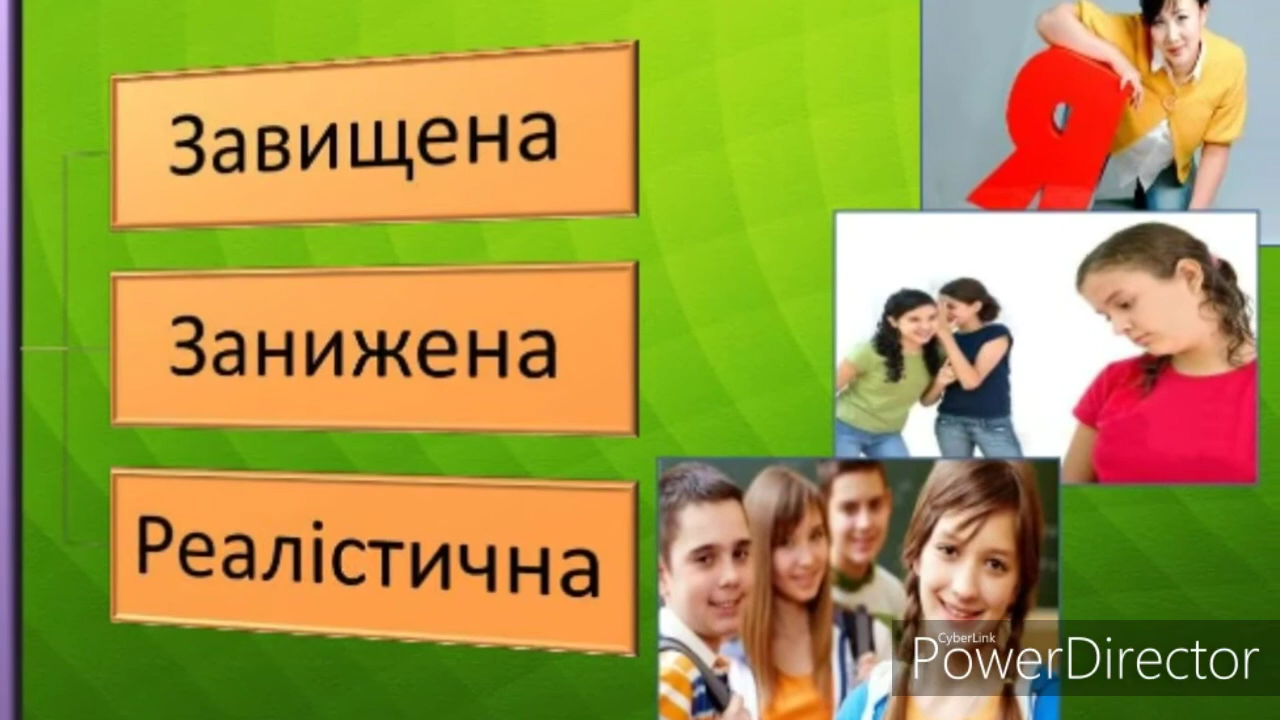 Завищена
Занижена
Реалістична
Я
CyberLink
PowerDirector